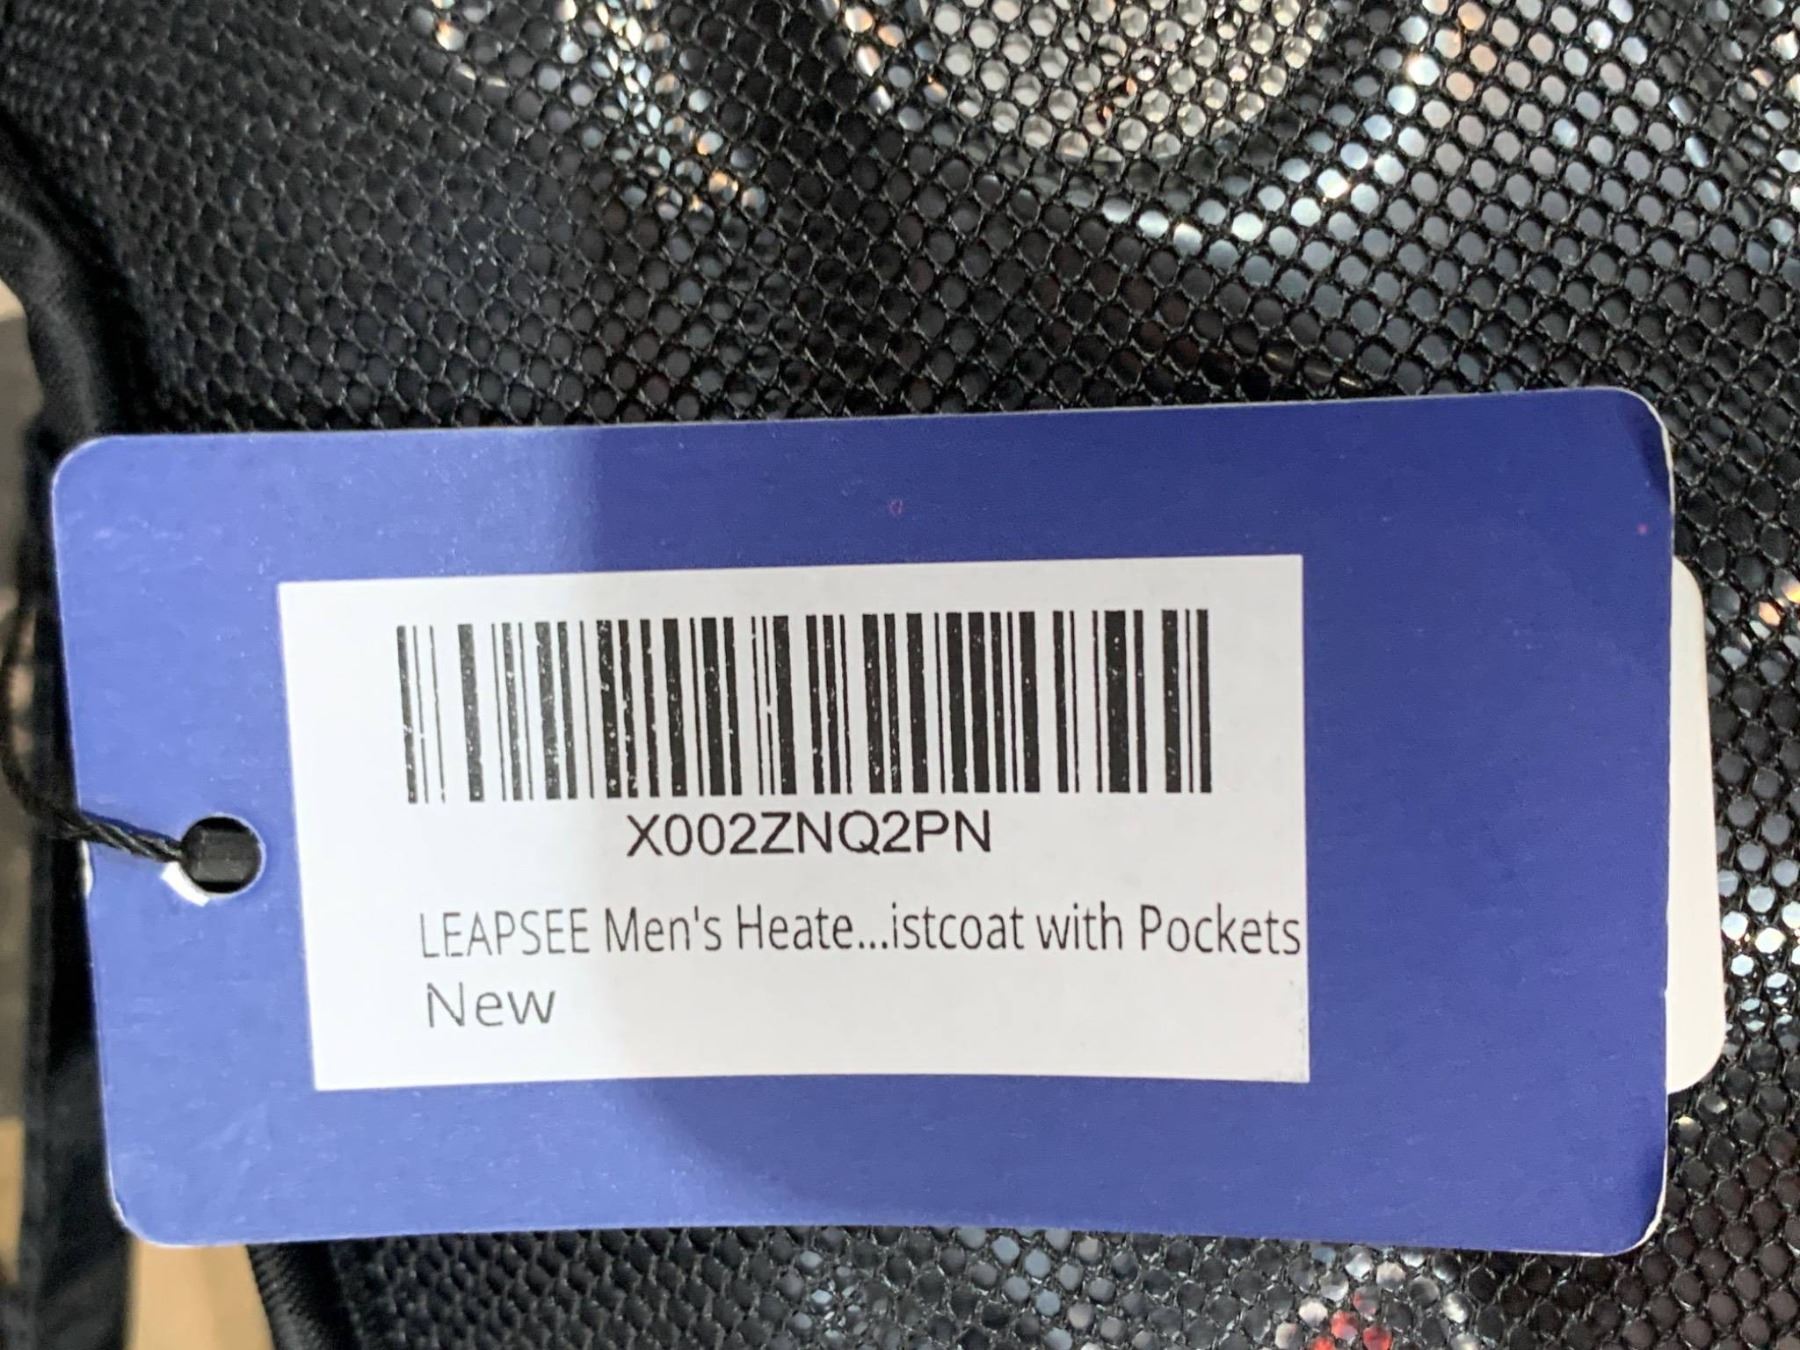 X002ZNQ2PN
LEAPSEE Men's Heate...istcoat with Pockets
New